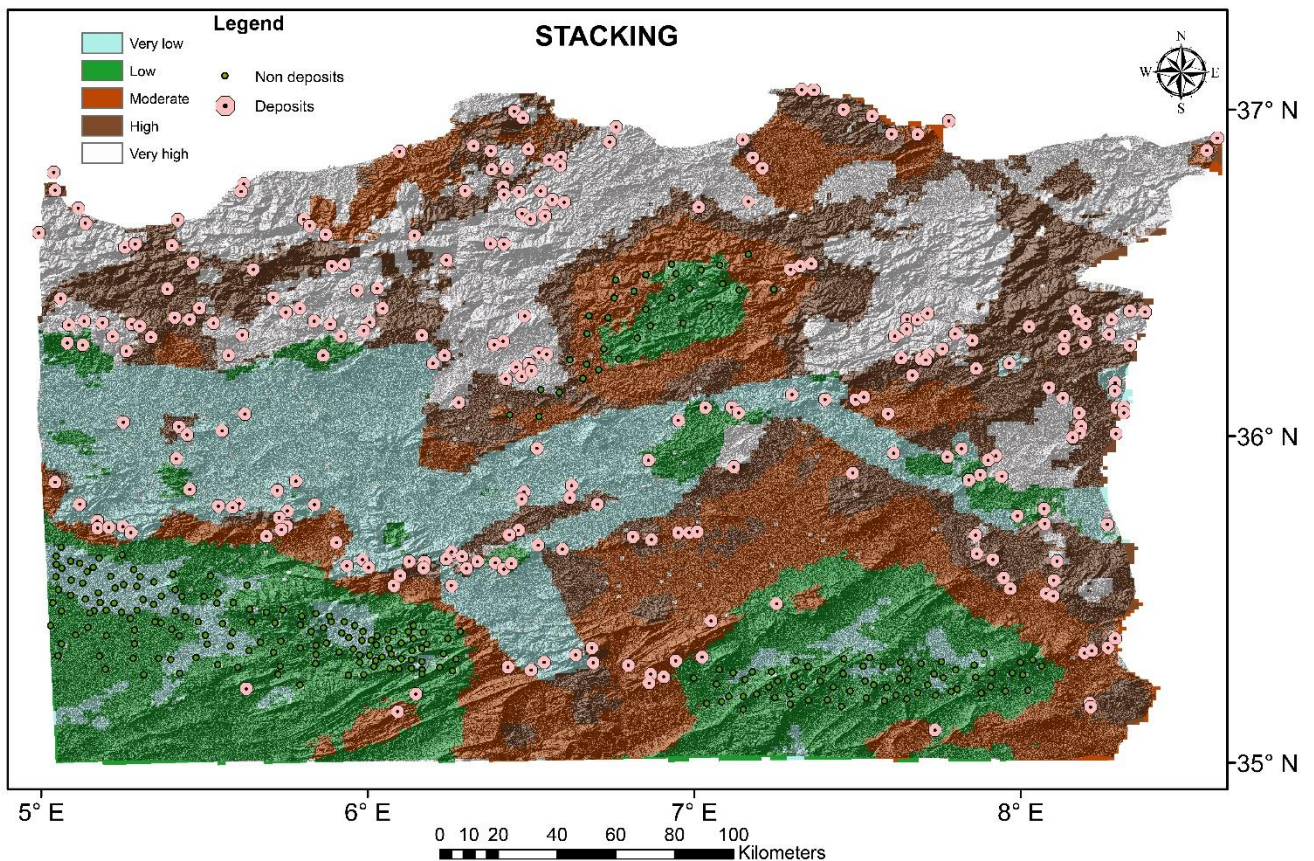 Legend
STACKING
Very low
Low
Moderate
High
Very high
Non deposits
Deposits
N
W E
S
37° N
36° N
35° N
5° E 6° E 7° E 8° E
0 10 20 40 60 80 100
Kilometers